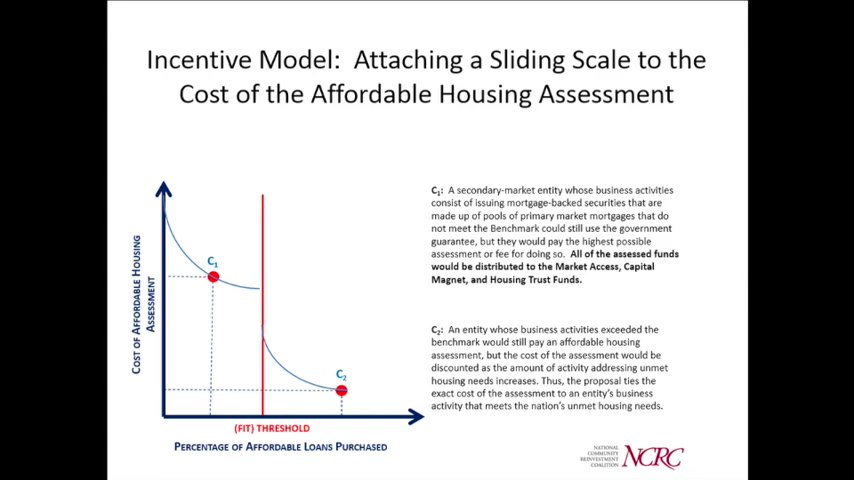 Incentive Model: Attaching a Sliding Scale to the
Cost of the Affordable Housing Assessment
COST OF AFFORDABLE HOUSING
ASSESSMENT
C1
C2
(FIT) THRESHOLD
PERCENTAGE OF AFFORDABLE LOANS PURCHASED
C1: A secondary-market entity whose business activities
consist of issuing mortgage-backed securities that are
made up of pools of primary market mortgages that do
not meet the Benchmark could still use the government
guarantee, but they would pay the highest possible
assessment or fee for doing so. All of the assessed funds
would be distributed to the Market Access, Capital
Magnet, and Housing Trust Funds.
C2: An entity whose business activities exceeded the
benchmark would still pay an affordable housing
assessment, but the cost of the assessment would be
discounted as the amount of activity addressing unmet
housing needs increases. Thus, the proposal ties the
exact cost of the assessment to an entity's business
activity that meets the nation's unmet housing needs.
NATIONAL
COMMUNITY
REINVESTMENT
COALITION
NCRC